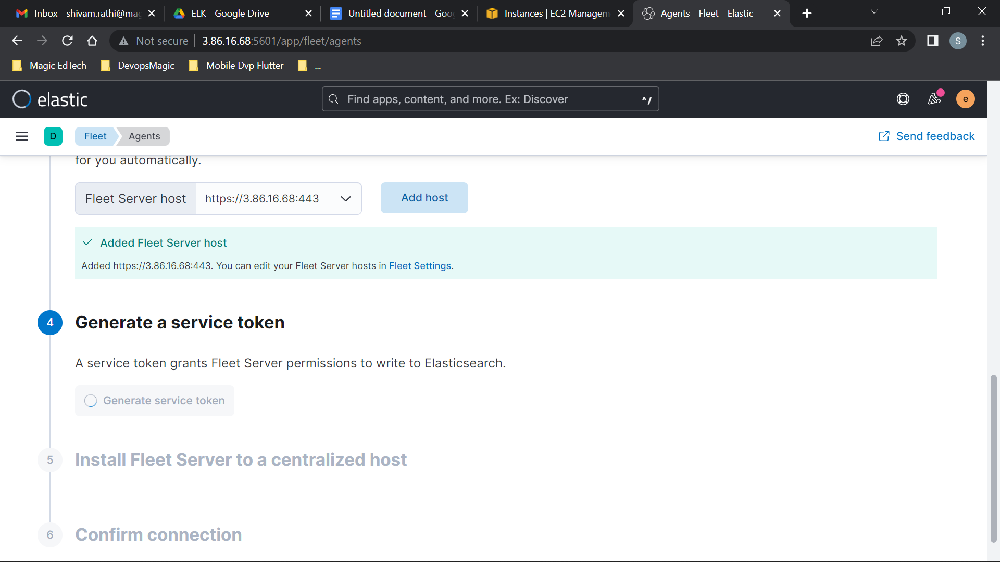 Inbox - shivam.rathi@ma
ELK - Google Drive
Untitled document - Goo
Instances | EC2 Managem
Agents - Fleet - Elastic
Not secure
3.86.16.68:5601/app/fleet/agents
S
Magic EdTech
DevopsMagic
Mobile Dvp Flutter
...
elastic
Find apps, content, and more. Ex: Discover
^/
e
D
Fleet
Agents
Send feedback
for you automatically.
Fleet Server host
https://3.86.16.68:443
Add host
Added Fleet Server host
Added https://3.86.16.68:443. You can edit your Fleet Server hosts in Fleet Settings.
4
Generate a service token
A service token grants Fleet Server permissions to write to Elasticsearch.
Generate service token
5
Install Fleet Server to a centralized host
6
Confirm connection